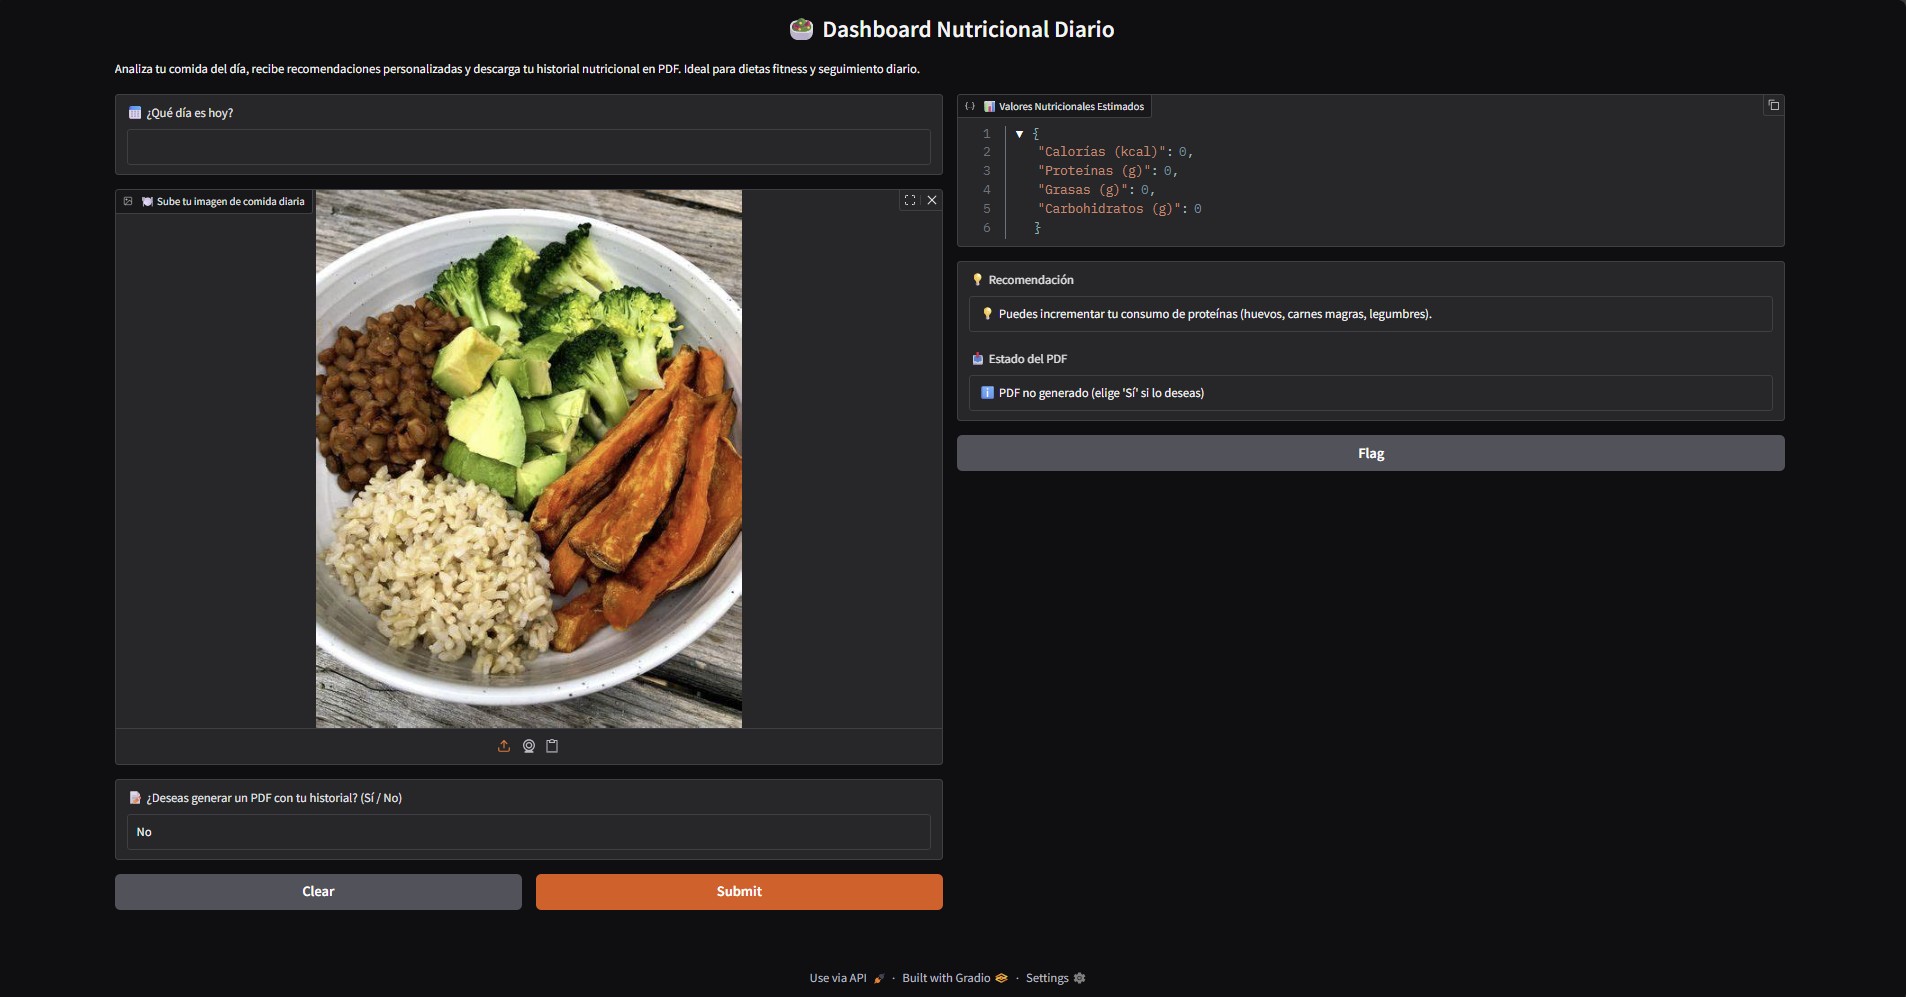 🥗 Dashboard Nutricional Diario
Analiza tu comida del día, recibe recomendaciones personalizadas y descarga tu historial nutricional en PDF. Ideal para dietas fitness y seguimiento diario.
📅 ¿Qué día es hoy?
🍽️ Sube tu imagen de comida diaria
📝 ¿Deseas generar un PDF con tu historial? (Sí / No)
No
Clear
Submit
{·} 📊 Valores Nutricionales Estimados
1 ▼ {
2 "Calorías (kcal)": 0,
3 "Proteínas (g)": 0,
4 "Grasas (g)": 0,
5 "Carbohidratos (g)": 0
6 }
💡 Recomendación
💡 Puedes incrementar tu consumo de proteínas (huevos, carnes magras, legumbres).
📥 Estado del PDF
ℹ️ PDF no generado (elige 'Sí' si lo deseas)
Flag
Use via API 🚀 · Built with Gradio · Settings ⚙️